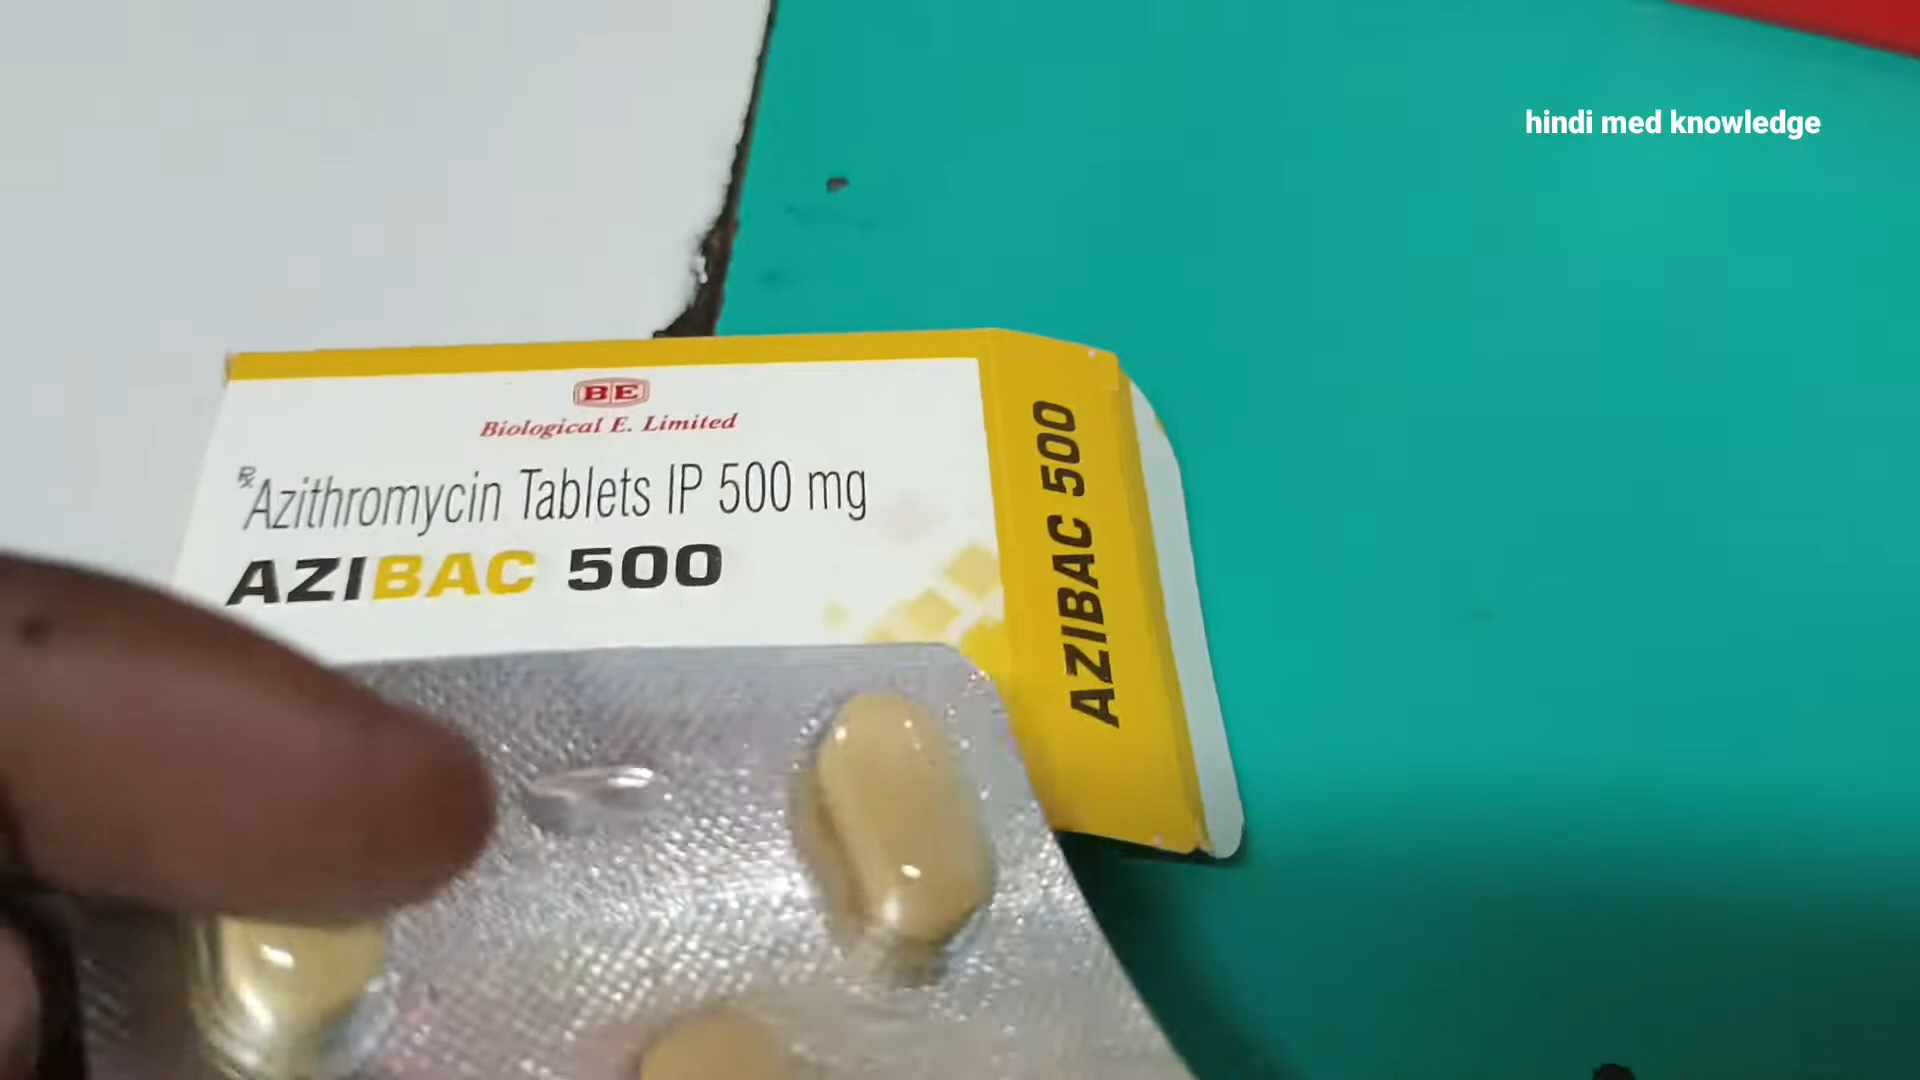 hindi med knowledge
BE
Biological E. Limited
℞ Azithromycin Tablets IP 500 mg
AZIBAC 500
AZIBAC 500